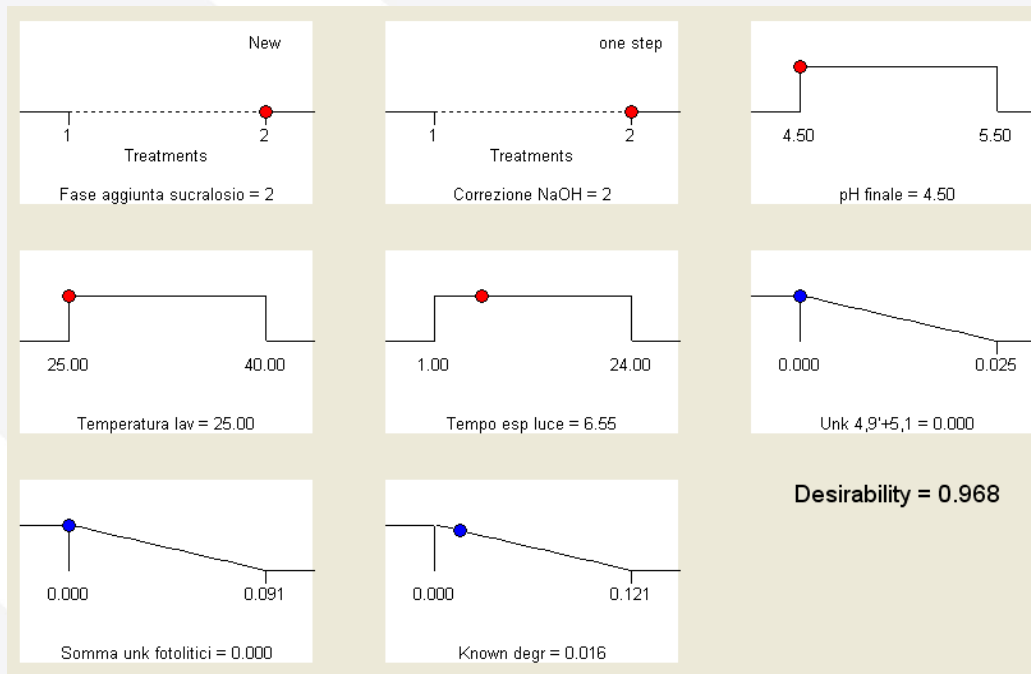 New
1 2
Treatments
Fase aggiunta sucralosio = 2
one step
1 2
Treatments
Correzione NaOH = 2
4.50 5.50
pH finale = 4.50
25.00 40.00
Temperatura lav = 25.00
1.00 24.00
Tempo esp luce = 6.55
0.000 0.025
Unk 4,9'+5,1 = 0.000
0.000 0.091
Somma unk fotolitici = 0.000
0.000 0.121
Known degr = 0.016
Desirability = 0.968